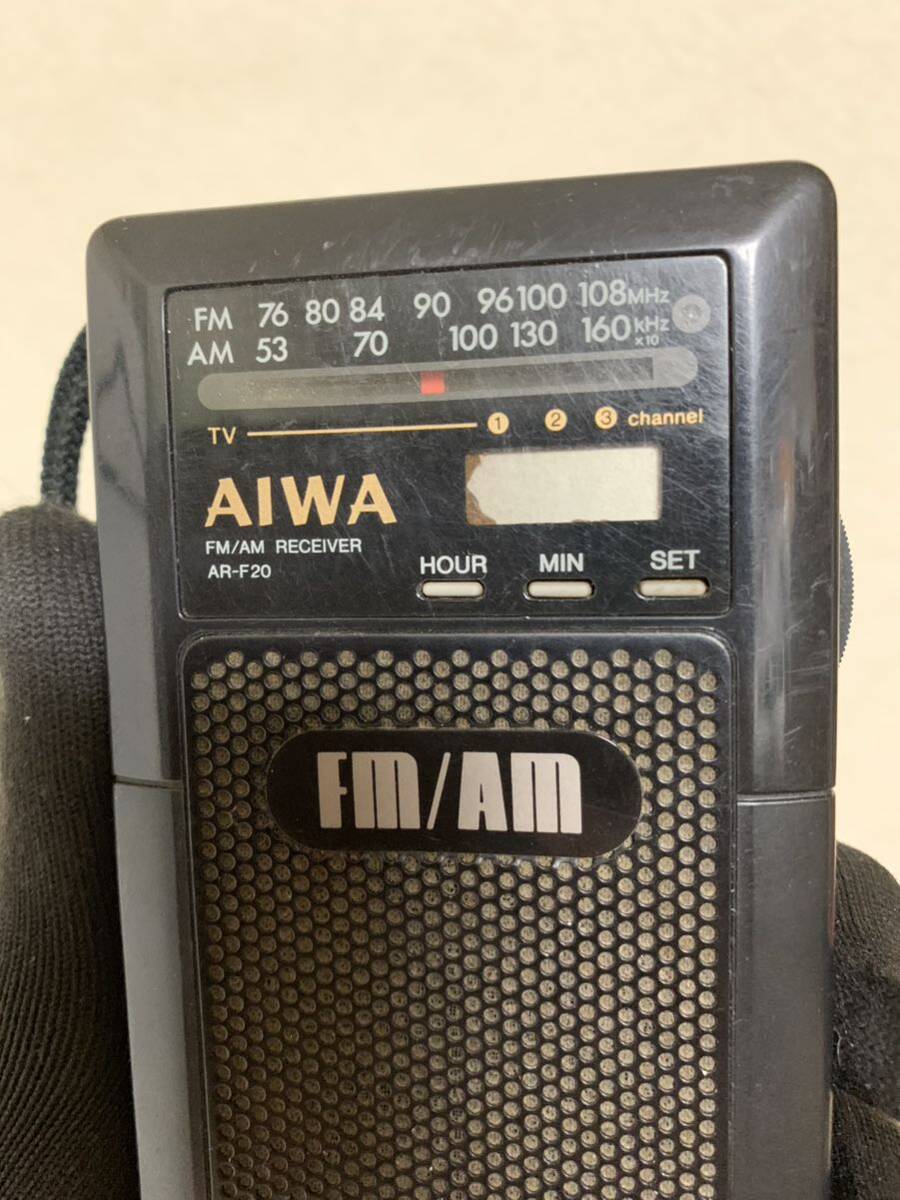 FM 76 80 84 90 96 100 108 MHz
AM 53 70 100 130 160 kHz x10
TV 1 2 3 channel
AIWA
FM/AM RECEIVER
AR-F20
HOUR MIN SET
FM/AM